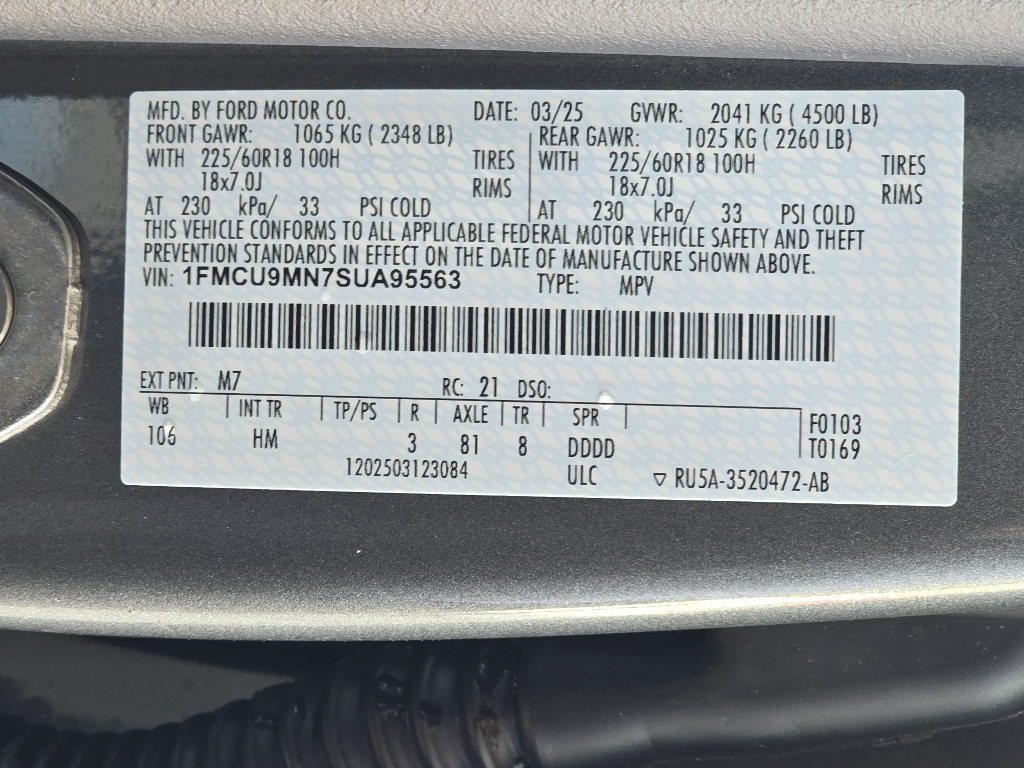 MFD. BY FORD MOTOR CO. DATE: 03/25 GVWR: 2041 KG ( 4500 LB)
FRONT GAWR: 1065 KG ( 2348 LB) REAR GAWR: 1025 KG ( 2260 LB)
WITH 225/60R18 100H TIRES WITH 225/60R18 100H TIRES
18x7.0J RIMS 18x7.0J RIMS
AT 230 kPa/ 33 PSI COLD AT 230 kPa/ 33 PSI COLD
THIS VEHICLE CONFORMS TO ALL APPLICABLE FEDERAL MOTOR VEHICLE SAFETY AND THEFT
PREVENTION STANDARDS IN EFFECT ON THE DATE OF MANUFACTURE SHOWN ABOVE.
VIN: 1FMCU9MN7SUA95563 TYPE: MPV
EXT PNT: M7 RC: 21 DSO:
WB INT TR TP/PS R AXLE TR SPR F0103
106 HM 3 81 8 DDDD T0169
1202503123084 ULC ▽ RU5A-3520472-AB